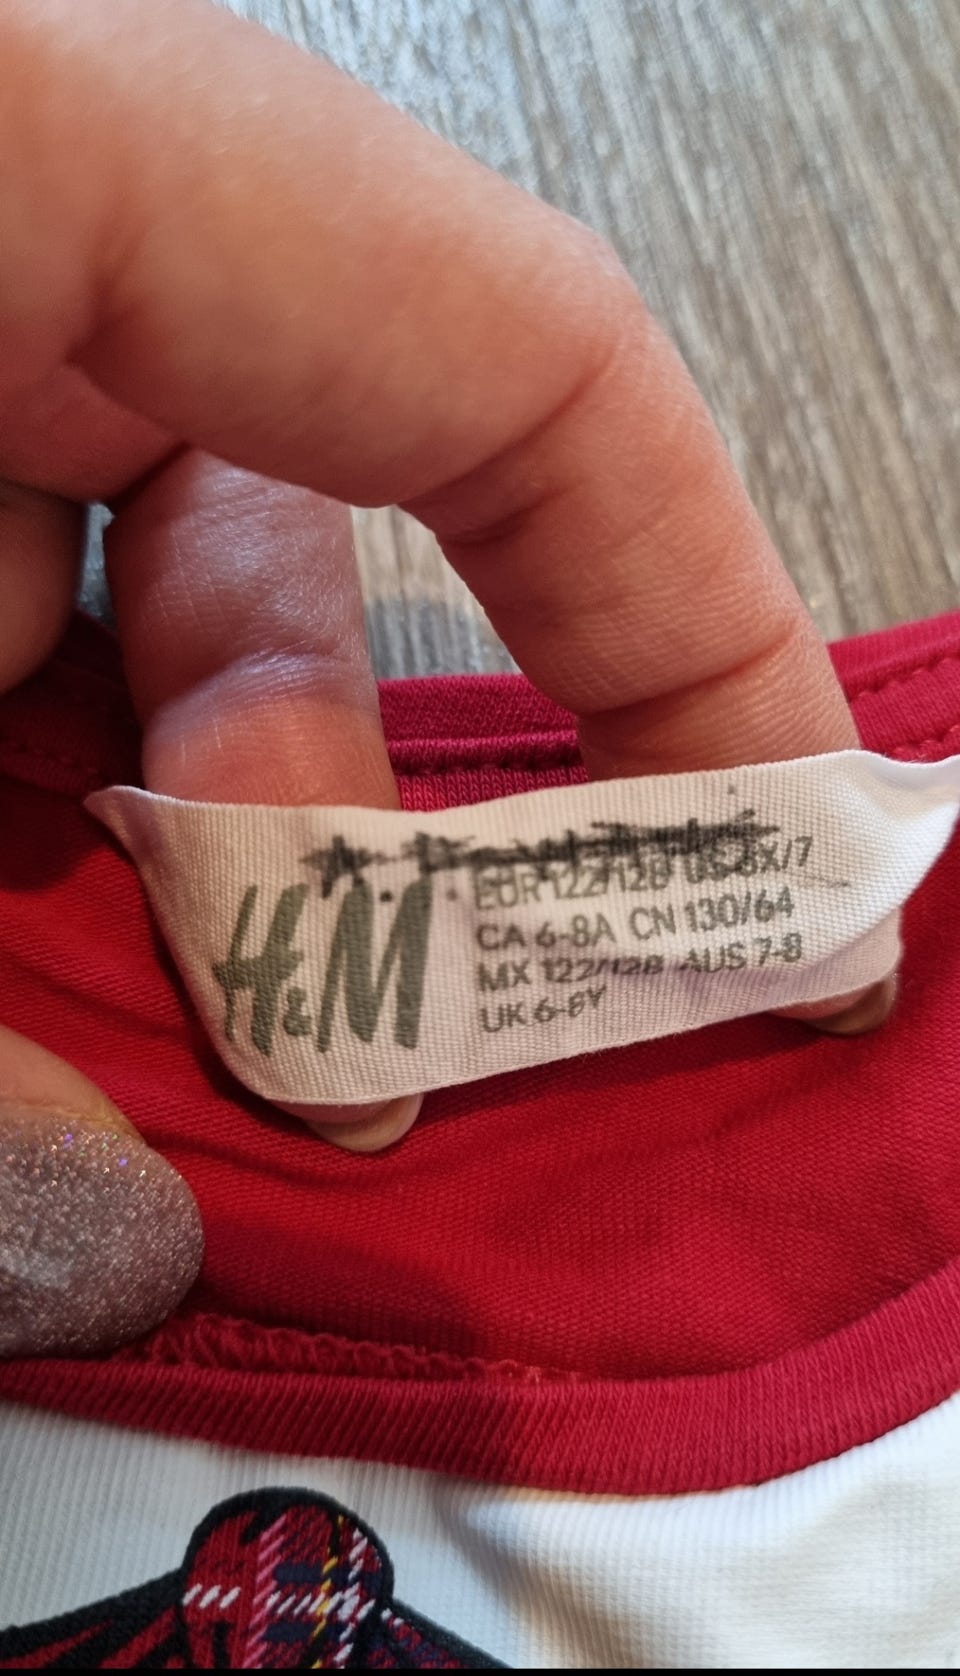 H&M
EUR 122/128 US 6X/7
CA 6-8A CN 130/64
MX 122/128 AUS 7-8
UK 6-8Y